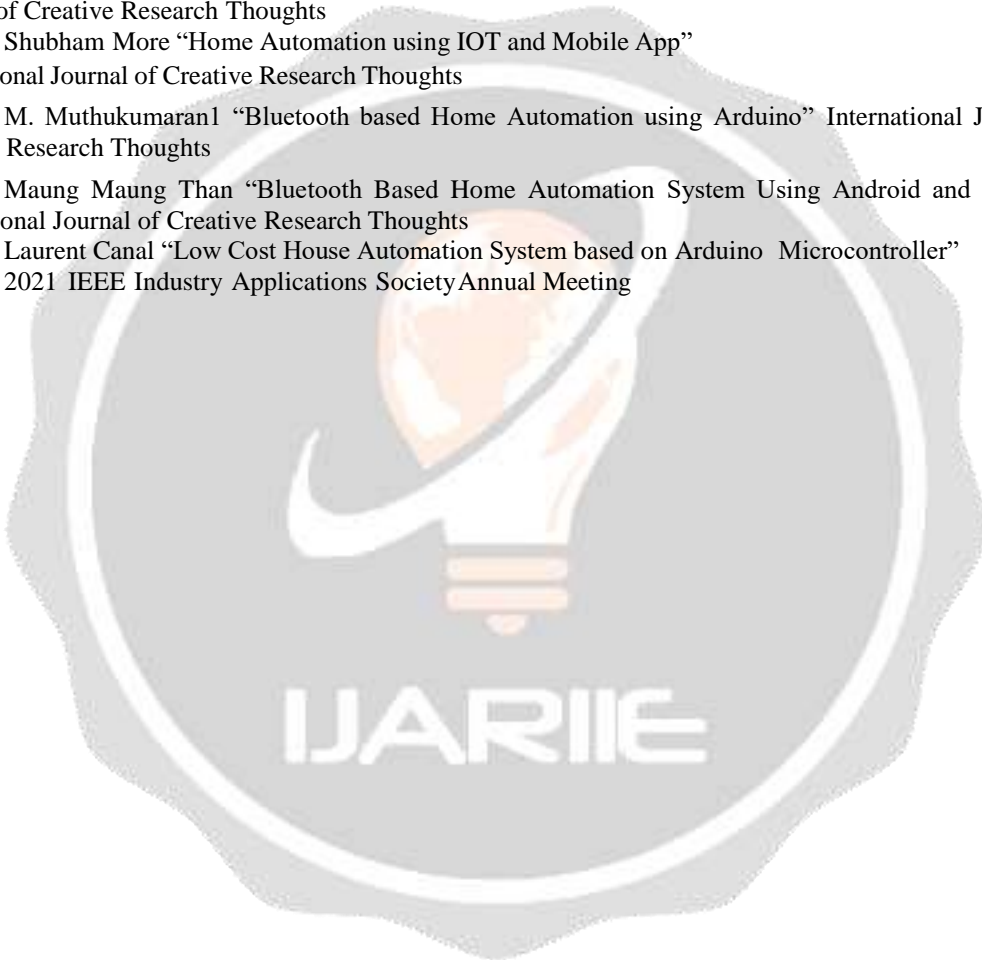 of Creative Research Thoughts
Shubham More “Home Automation using IOT and Mobile App”
onal Journal of Creative Research Thoughts
M. Muthukumaran1 “Bluetooth based Home Automation using Arduino” International J
Research Thoughts
Maung Maung Than “Bluetooth Based Home Automation System Using Android and
onal Journal of Creative Research Thoughts
Laurent Canal “Low Cost House Automation System based on Arduino Microcontroller”
2021 IEEE Industry Applications SocietyAnnual Meeting
IJARIIE